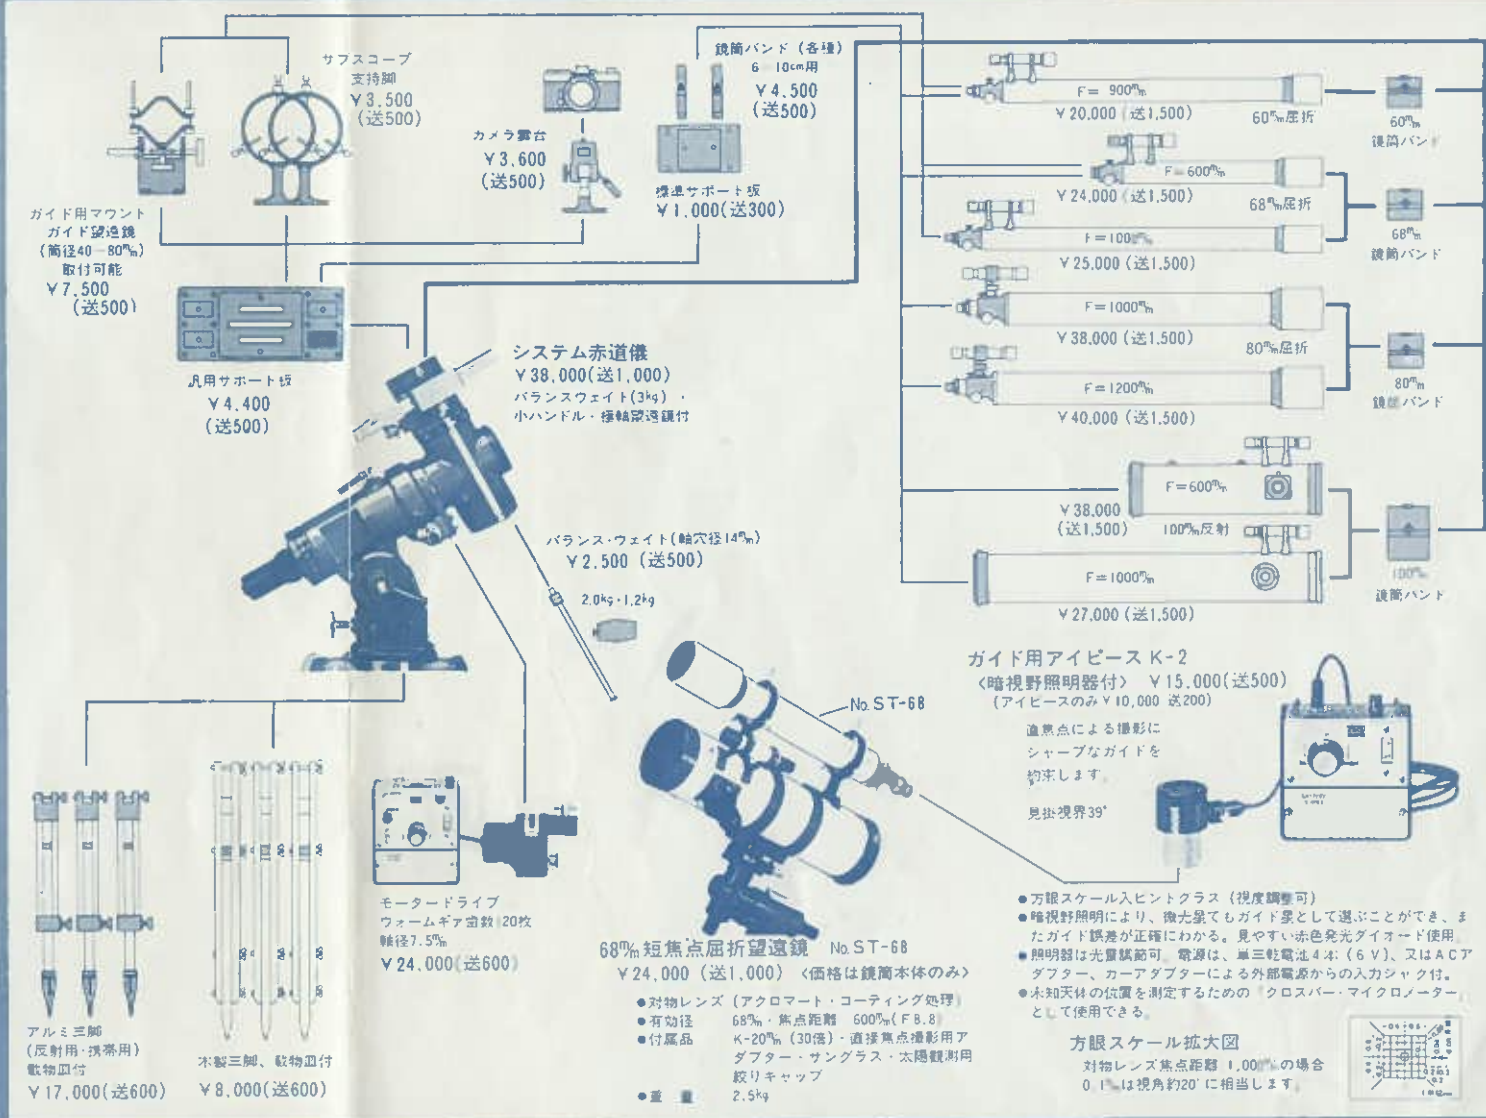 サブスコープ
支持脚
¥3,500
(送500)
ガイド用マウント
ガイド望遠鏡
(筒径40—80㎜)
取付可能
¥7,500
(送500)
カメラ雲台
¥3,600
(送500)
鏡筒バンド (各種)
6—10cm用
¥4,500
(送500)
標準サポート板
¥1,000(送300)
汎用サポート板
¥4,400
(送500)
システム赤道儀
¥38,000(送1,000)
バランスウェイト(3kg)・
小ハンドル・極軸望遠鏡付
バランス・ウェイト(軸穴径14㎜)
¥2,500 (送500)
2.0kg・1.2kg
F=900㎜
¥20,000 (送1,500)
60㎜屈折
60㎜
鏡筒バンド
F=600㎜
¥24,000 (送1,500)
68㎜屈折
F=1000㎜
¥25,000 (送1,500)
68㎜
鏡筒バンド
F=1000㎜
¥38,000 (送1,500)
80㎜屈折
F=1200㎜
¥40,000 (送1,500)
80㎜
鏡筒バンド
F=600㎜
¥38,000
(送1,500)
100㎜反射
F=1000㎜
¥27,000 (送1,500)
100㎜
鏡筒バンド
アルミ三脚
(反射用・携帯用)
敷物皿付
¥17,000(送600)
木製三脚、敷物皿付
¥8,000(送600)
モータードライブ
ウォームギア歯数 20枚
軸径7.5㎜
¥24,000(送600)
No.ST-68
68㎜短焦点屈折望遠鏡 No.ST-68
¥24,000 (送1,000) 〈価格は鏡筒本体のみ〉
●対物レンズ (アクロマート・コーティング処理)
●有効径 68㎜・焦点距離 600㎜(F8.8)
●付属品 K-20㎜ (30倍)・直接焦点撮影用ア
ダプター・サングラス・太陽観測用
絞りキャップ
●重量 2.5kg
ガイド用アイピース K-2
〈暗視野照明器付〉 ¥15,000(送500)
(アイピースのみ¥10,000 送200)
直焦点による撮影に
シャープなガイドを
約束します。
見掛視界39°
●方眼スケール入ピントグラス (視度調整可)
●暗視野照明により、微光星でもガイド星として選ぶことができ、ま
たガイド誤差が正確にわかる。見やすい赤色発光ダイオード使用
●照明器は光量調節可 電源は、単三乾電池4本 (6V)、又はACア
ダプター、カーアダプターによる外部電源からの入力ジャク付。
●未知天体の位置を測定するための「クロスバー・マイクロメーター」
として使用できる。
方眼スケール拡大図
対物レンズ焦点距離 1,000㎜の場合
0.1㎜は視角約20″に相当します。